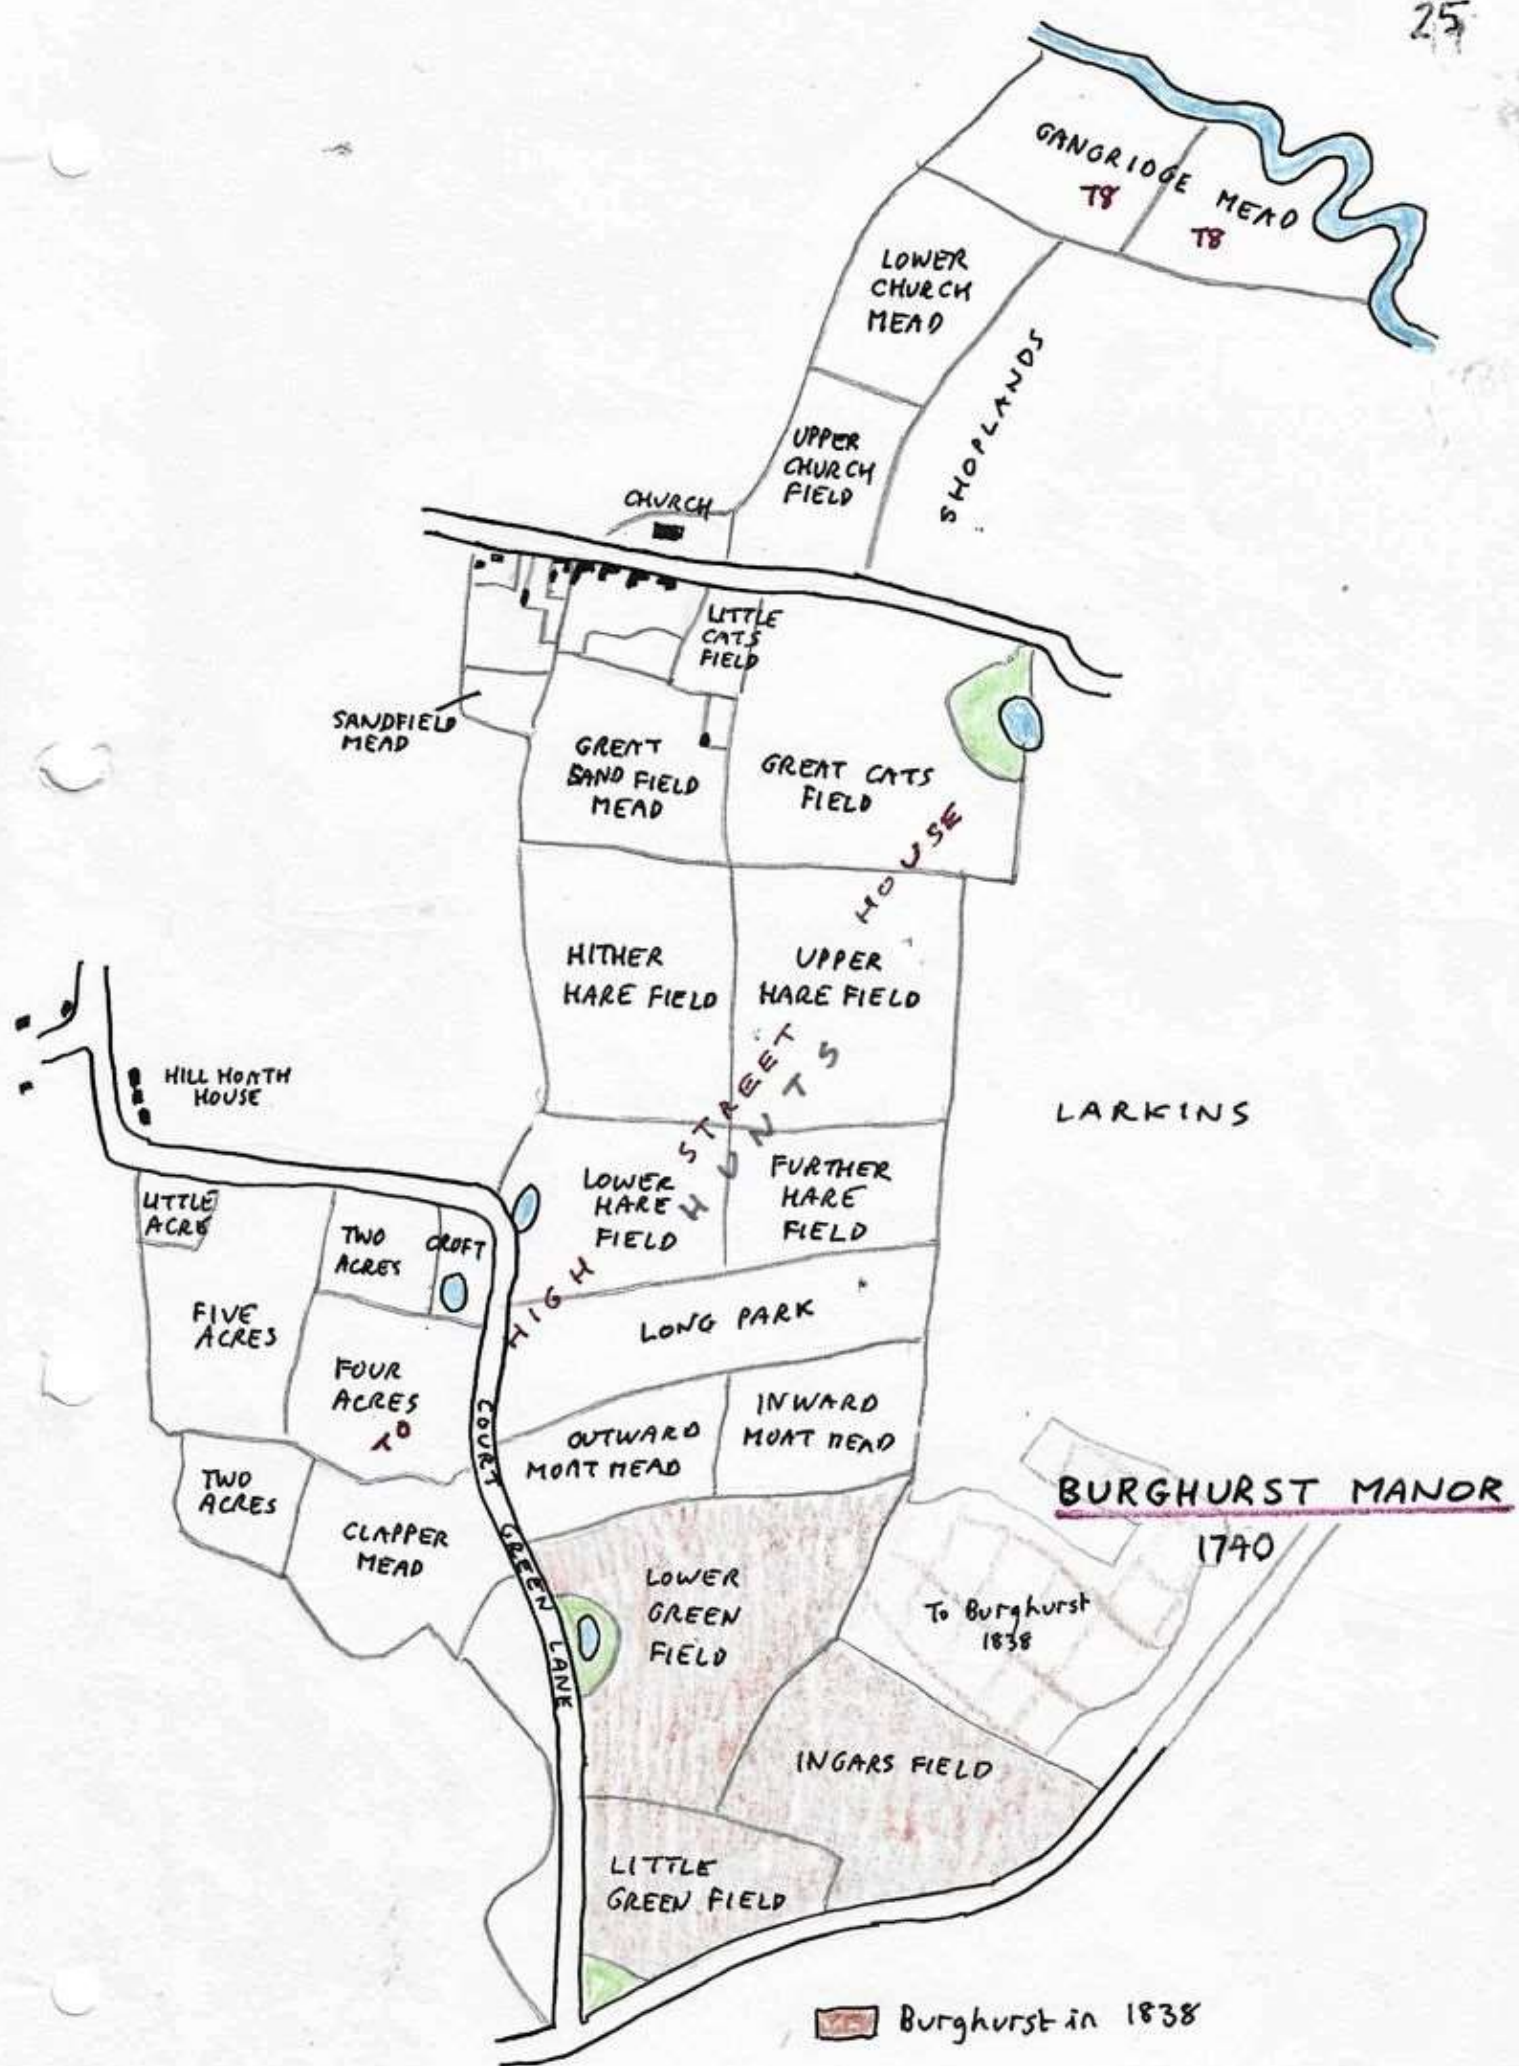 25
GANGRIDGE MEAD
T8
T8
LOWER
CHURCH
MEAD
SHOPLANDS
UPPER
CHURCH
FIELD
CHURCH
LITTLE
CATS
FIELD
SANDFIELD
MEAD
GREAT
SAND FIELD
MEAD
GREAT CATS
FIELD
HIGH STREET HOUSE
HITHER
HARE FIELD
UPPER
HARE FIELD
HUNTS
HILL HOATH
HOUSE
LARKINS
LOWER
HARE
FIELD
FURTHER
HARE
FIELD
LITTLE
ACRE
TWO
ACRES
CROFT
FIVE
ACRES
LONG PARK
FOUR
ACRES
TO
COURT GREEN LANE
OUTWARD
MOAT MEAD
INWARD
MOAT MEAD
TWO
ACRES
CLAPPER
MEAD
BURGHURST MANOR
1740
LOWER
GREEN
FIELD
To Burghurst
1838
INGARS FIELD
LITTLE
GREEN FIELD
Burghurst in 1838